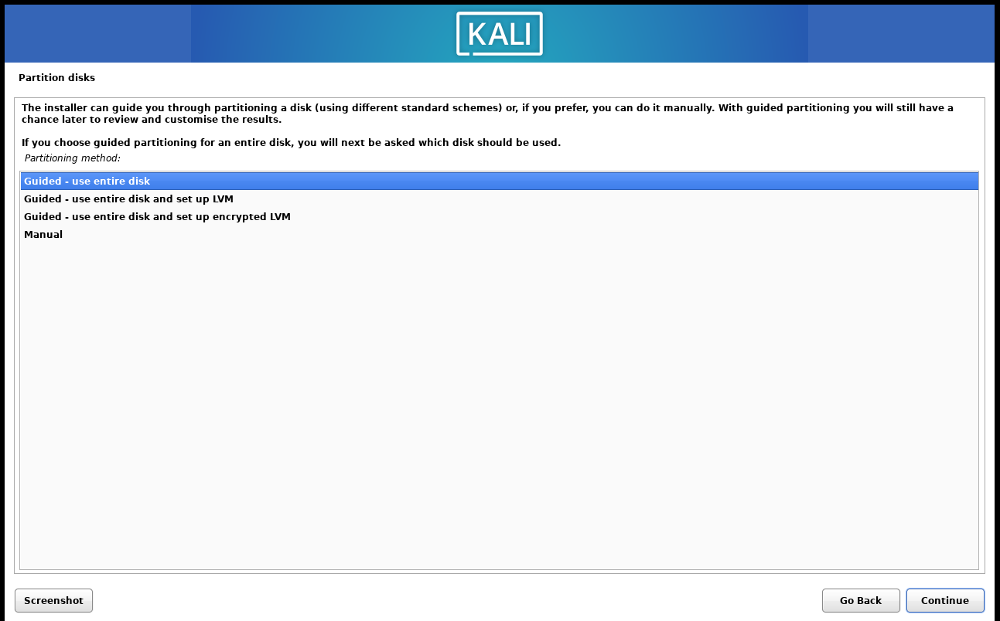 KALI
Partition disks
The installer can guide you through partitioning a disk (using different standard schemes) or, if you prefer, you can do it manually. With guided partitioning you will still have a
chance later to review and customise the results.
If you choose guided partitioning for an entire disk, you will next be asked which disk should be used.
Partitioning method:
Guided - use entire disk
Guided - use entire disk and set up LVM
Guided - use entire disk and set up encrypted LVM
Manual
Screenshot
Go Back
Continue